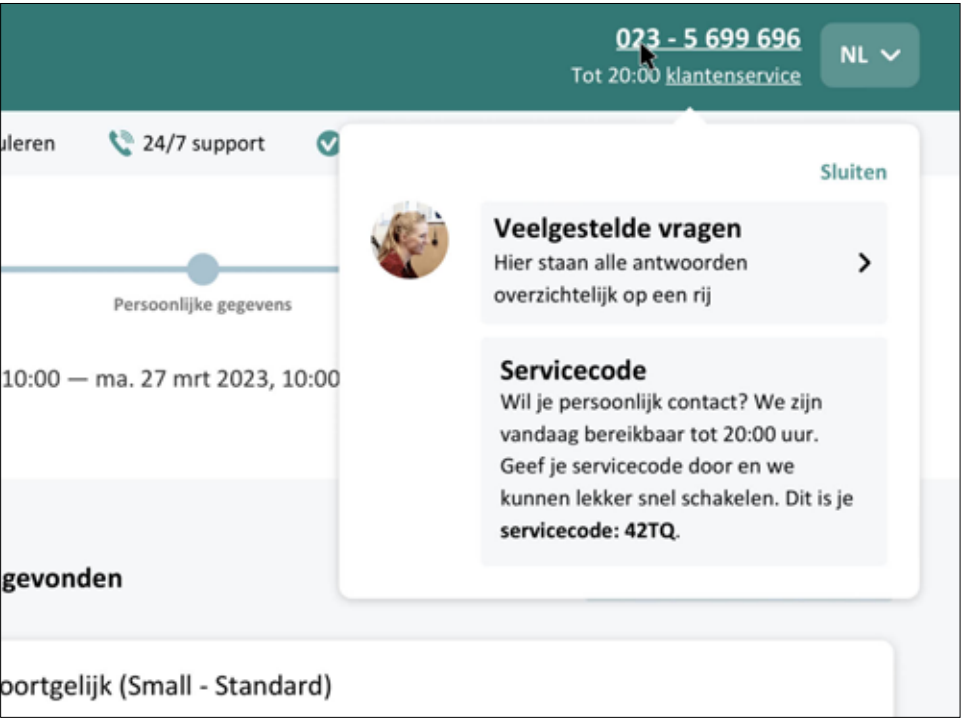 023 - 5 699 696
NL
Tot 20:00 klantenservice
uleren
24/7 support
Sluiten
Veelgestelde vragen
Hier staan alle antwoorden
overzichtelijk op een rij
Persoonlijke gegevens
10:00 — ma. 27 mrt 2023, 10:00
Servicecode
Wil je persoonlijk contact? We zijn
vandaag bereikbaar tot 20:00 uur.
Geef je servicecode door en we
kunnen lekker snel schakelen. Dit is je
servicecode: 42TQ.
gevonden
oortgelijk (Small - Standard)